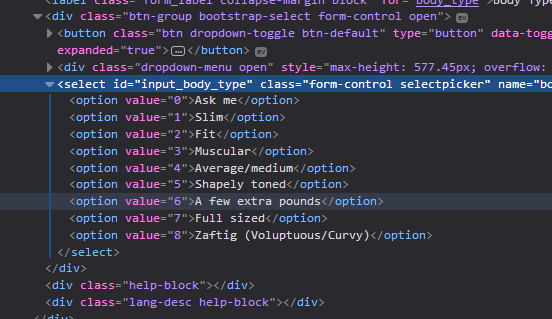 <label class="form_label collapse-margin block" for="body_type">Body Type
<div class="btn-group bootstrap-select form-control open"> ev
<button class="btn dropdown-toggle btn-default" type="button" data-togg
expanded="true">…</button> ev
<div class="dropdown-menu open" style="max-height: 577.45px; overflow:
<select id="input_body_type" class="form-control selectpicker" name="bo
<option value="0">Ask me</option>
<option value="1">Slim</option>
<option value="2">Fit</option>
<option value="3">Muscular</option>
<option value="4">Average/medium</option>
<option value="5">Shapely toned</option>
<option value="6">A few extra pounds</option>
<option value="7">Full sized</option>
<option value="8">Zaftig (Voluptuous/Curvy)</option>
</select>
</div>
<div class="help-block"></div>
<div class="lang-desc help-block"></div>
</div>